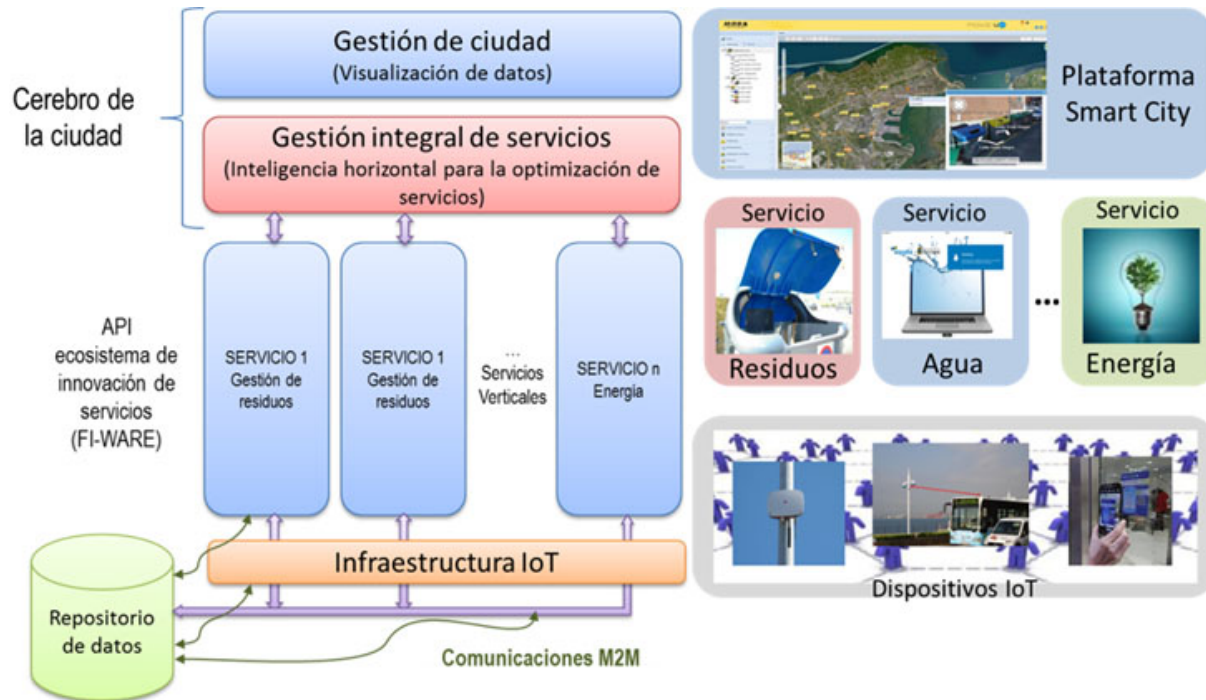 Gestión de ciudad
(Visualización de datos)
Cerebro de
la ciudad
Gestión integral de servicios
(Inteligencia horizontal para la optimización de
servicios)
API
ecosistema de
innovación de
servicios
(FI-WARE)
SERVICIO 1
Gestión de
residuos
SERVICIO 1
Gestión de
residuos
...
Servicios
Verticales
SERVICIO n
Energía
Infraestructura IoT
Repositorio
de datos
Comunicaciones M2M
Plataforma
Smart City
Servicio
Residuos
Servicio
Agua
...
Servicio
Energía
Dispositivos IoT